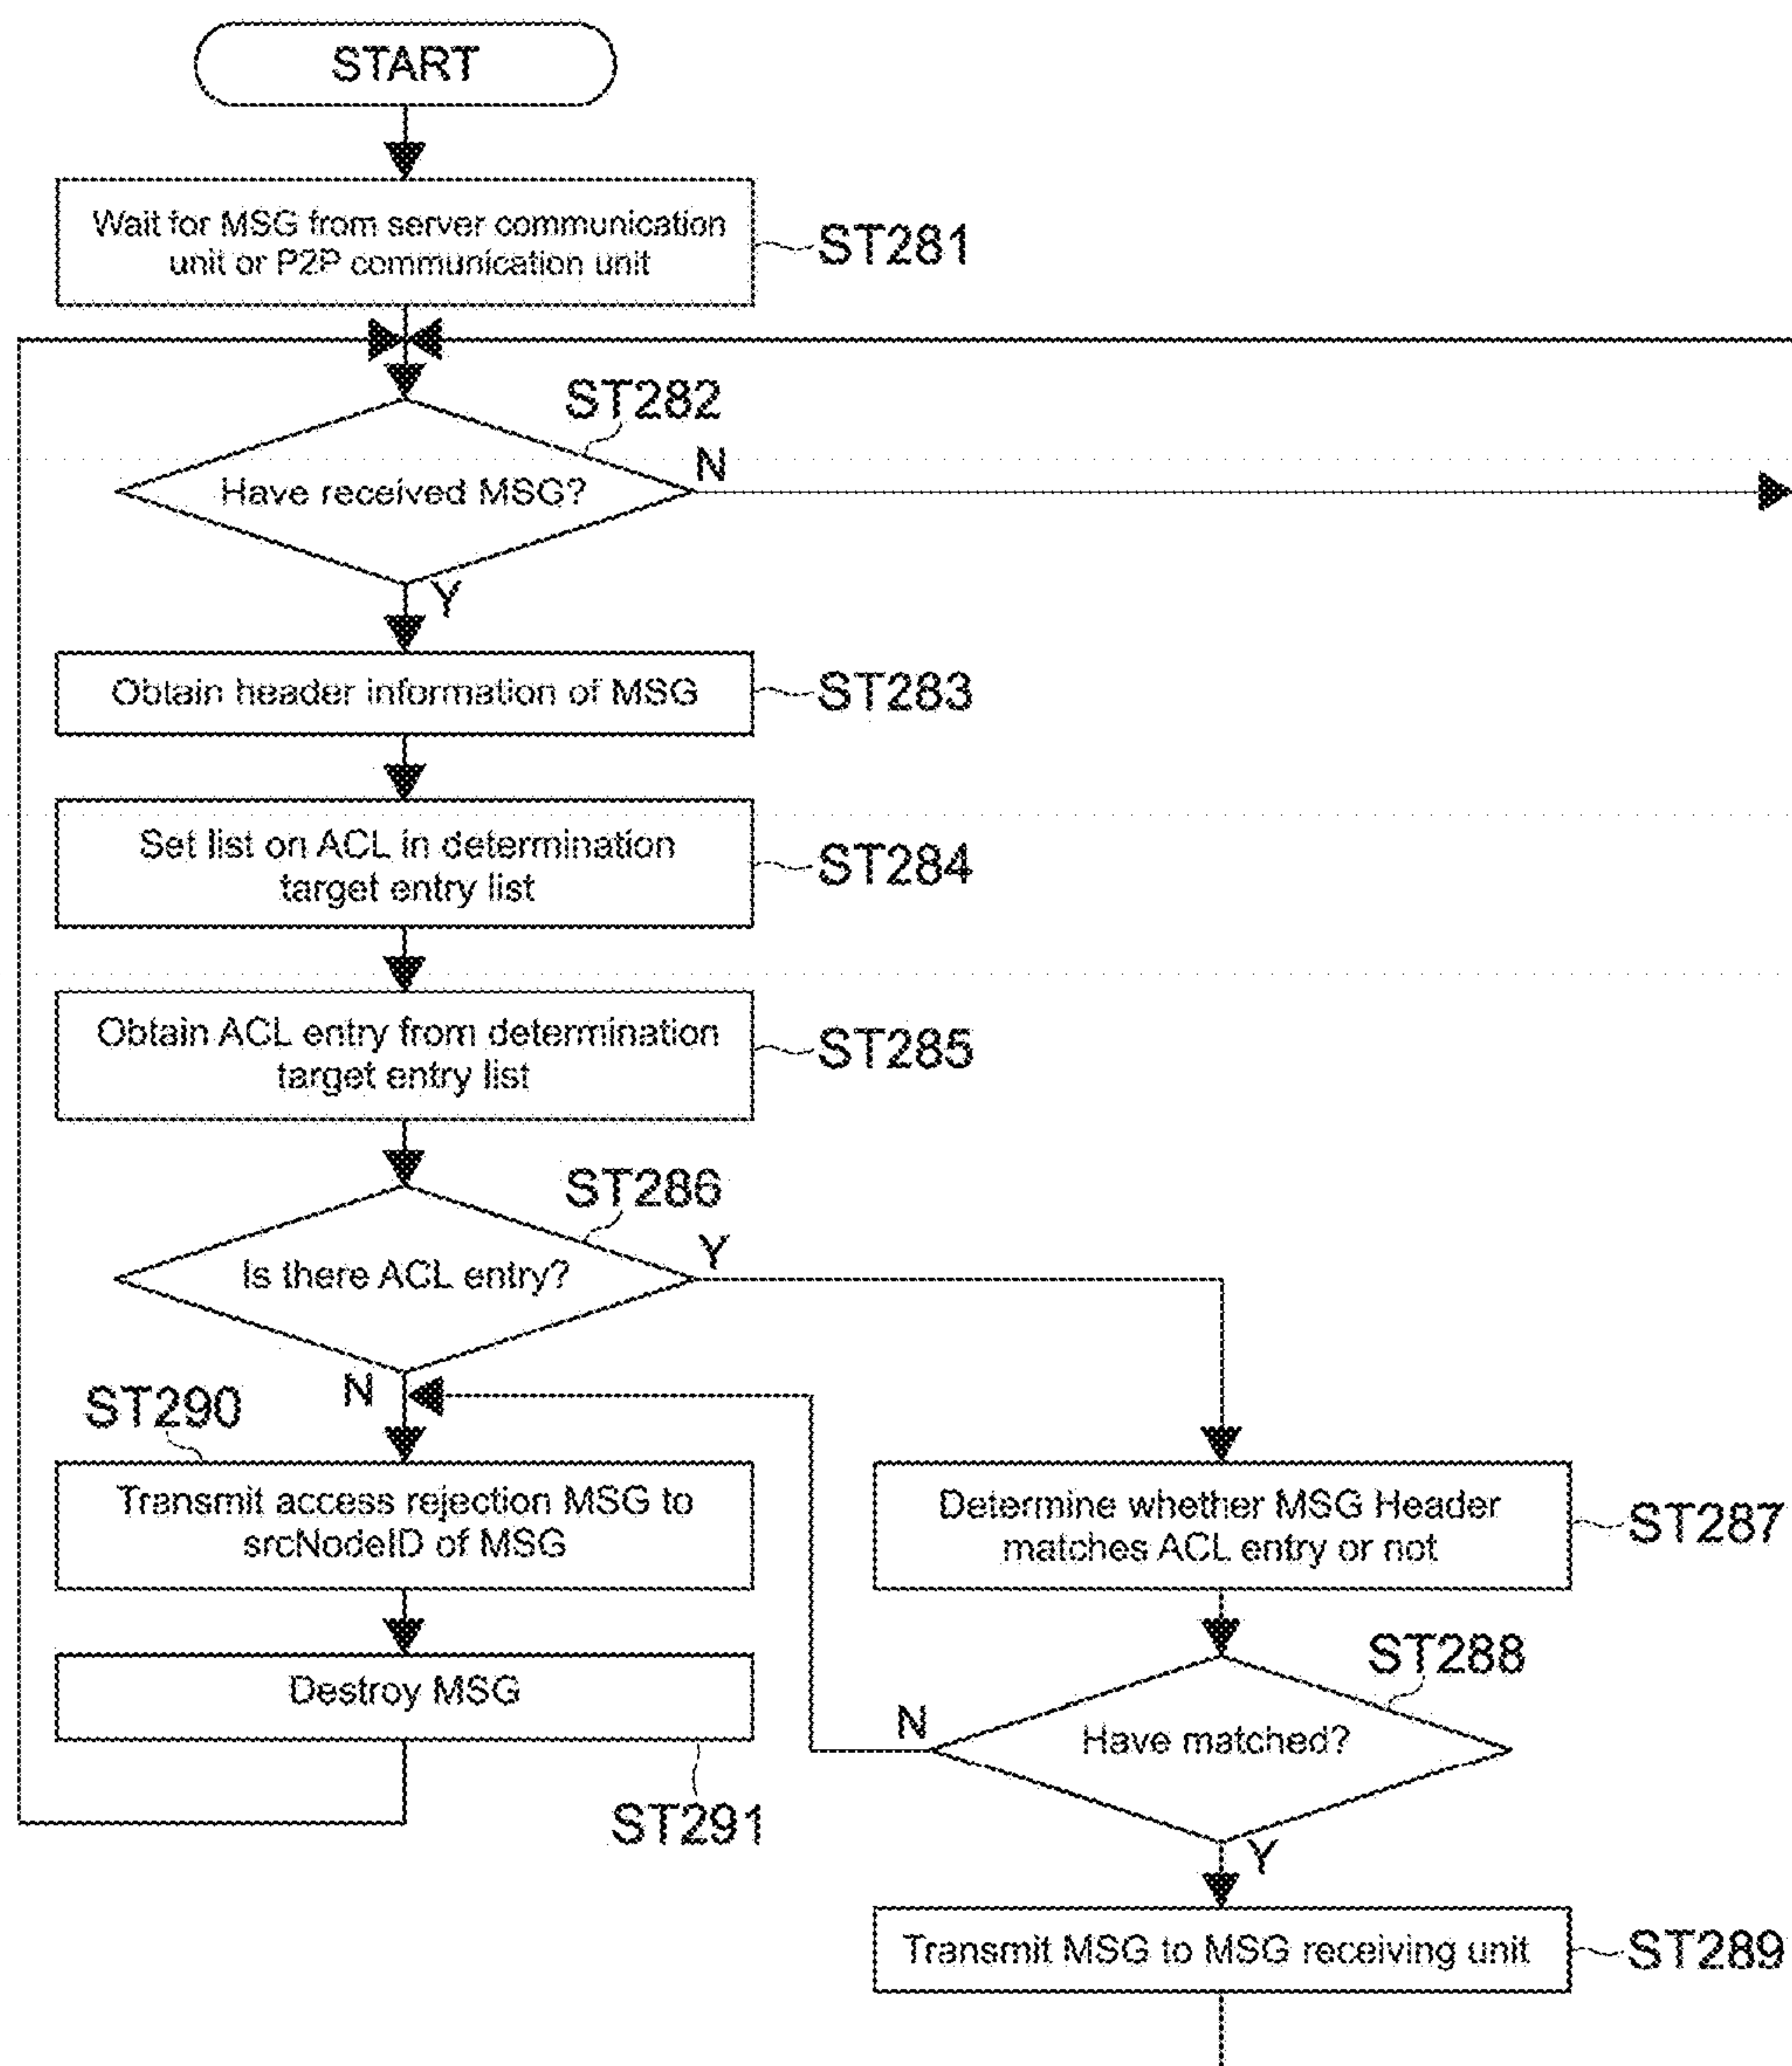 START
Wait for MSG from server communication
unit or P2P communication unit
ST281
ST282
Have received MSG?
N
Y
Obtain header information of MSG
ST283
Set list on ACL in determination
target entry list
ST284
Obtain ACL entry from determination
target entry list
ST285
ST286
Is there ACL entry?
Y
N
ST290
Transmit access rejection MSG to
srcNodeID of MSG
Determine whether MSG Header
matches ACL entry or not
ST287
Destroy MSG
ST291
ST288
Have matched?
N
Y
Transmit MSG to MSG receiving unit
ST289